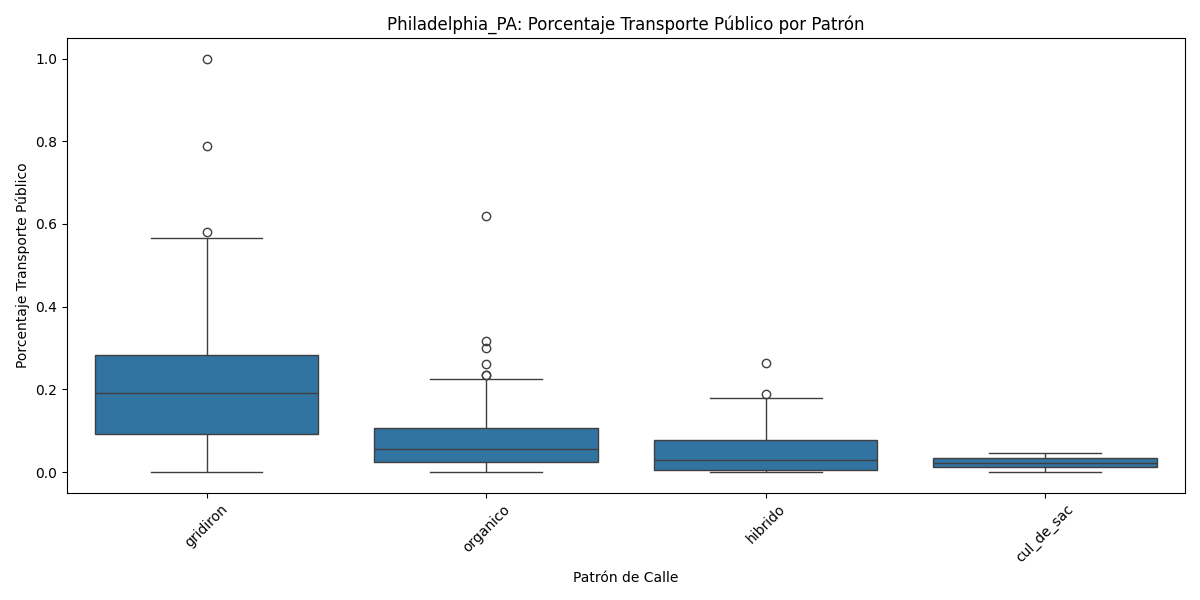 Philadelphia_PA: Porcentaje Transporte Público por Patrón
Porcentaje Transporte Público
1.0
0.8
0.6
0.4
0.2
0.0
gridiron
organico
hibrido
cul_de_sac
Patrón de Calle